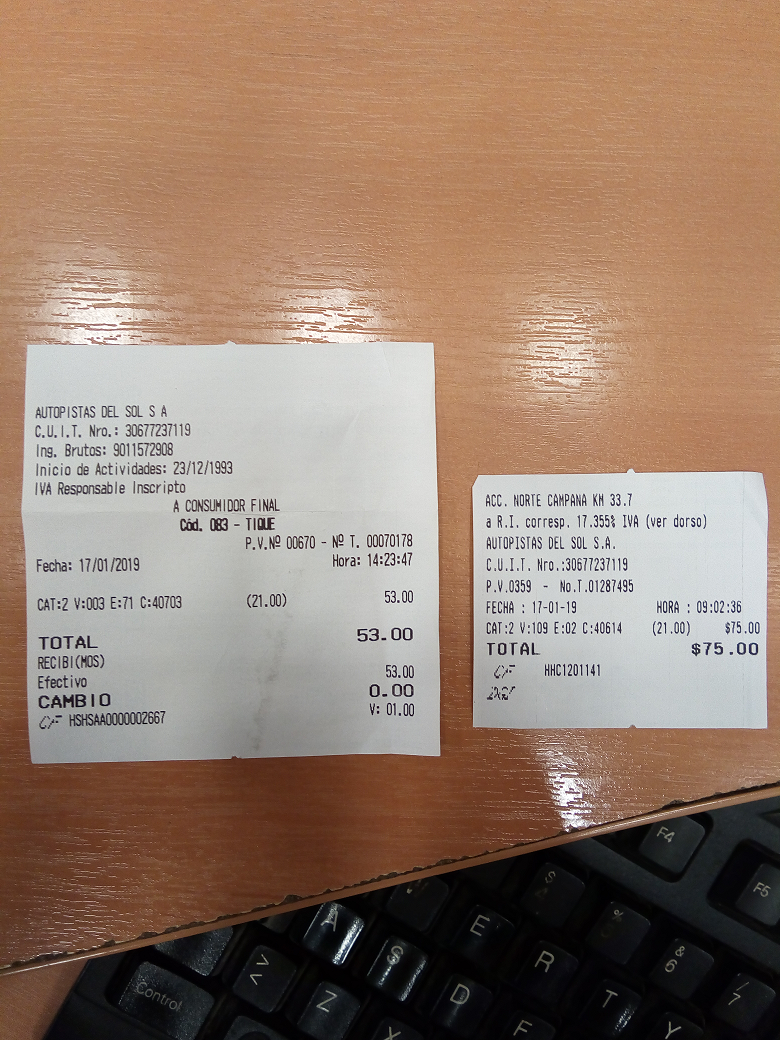 AUTOPISTAS DEL SOL S A
C.U.I.T. Nro.: 30677237119
Ing. Brutos: 9011572908
Inicio de Actividades: 23/12/1993
IVA Responsable Inscripto
A CONSUMIDOR FINAL
Cód. 083 - TIQUE
P.V.Nº 00670 - Nº T. 00070178
Fecha: 17/01/2019 Hora: 14:23:47
CAT:2 V:003 E:71 C:40703 (21.00) 53.00
TOTAL 53.00
RECIBI(MOS)
Efectivo 53.00
CAMBIO 0.00
CF HSHSAA0000002667 V: 01.00
ACC. NORTE CAMPANA KM 33.7
a R.I. corresp. 17.355% IVA (ver dorso)
AUTOPISTAS DEL SOL S.A.
C.U.I.T. Nro.:30677237119
P.V.0359 - No.T.01287495
FECHA : 17-01-19 HORA : 09:02:36
CAT:2 V:109 E:02 C:40614 (21.00) $75.00
TOTAL $75.00
CF HHC1201141
F4
F5
$
%
&
6
/
7
A
S
E
R
D
T
Y
Control
>
<
Z
X
F